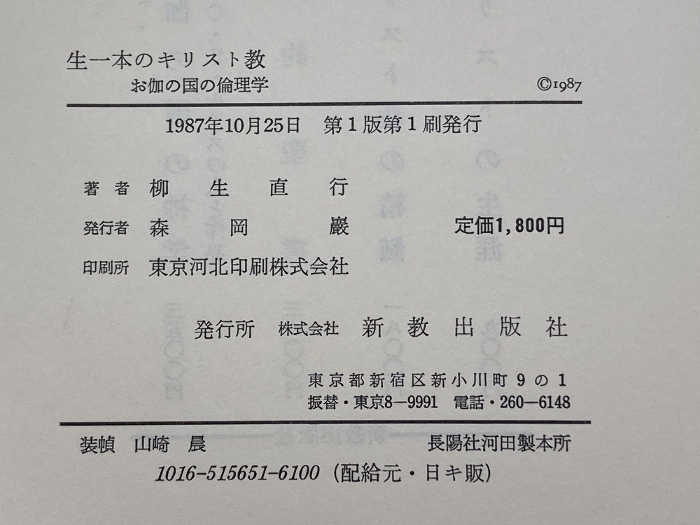 生一本のキリスト教
お伽の国の倫理学 ©1987
1987年10月25日 第1版第1刷発行
著者 柳生直行
発行者 森岡巖 定価1,800円
印刷所 東京河北印刷株式会社
発行所 株式会社 新教出版社
東京都新宿区新小川町9の1
振替・東京8-9991 電話・260-6148
装幀 山崎晨 長陽社河田製本所
1016-515651-6100(配給元・日キ販)